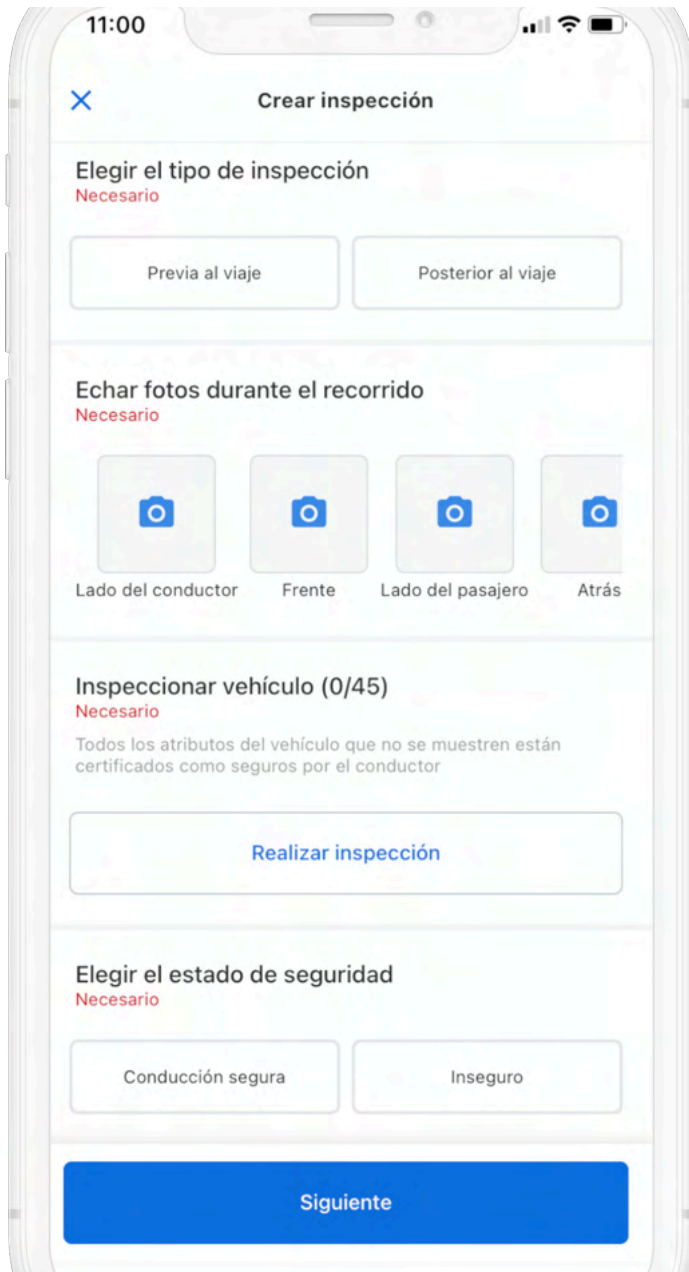 11:00
Crear inspección
Elegir el tipo de inspección
Necesario
Previa al viaje
Posterior al viaje
Echar fotos durante el recorrido
Necesario
Lado del conductor
Frente
Lado del pasajero
Atrás
Inspeccionar vehículo (0/45)
Necesario
Todos los atributos del vehículo que no se muestren están
certificados como seguros por el conductor
Realizar inspección
Elegir el estado de seguridad
Necesario
Conducción segura
Inseguro
Siguiente